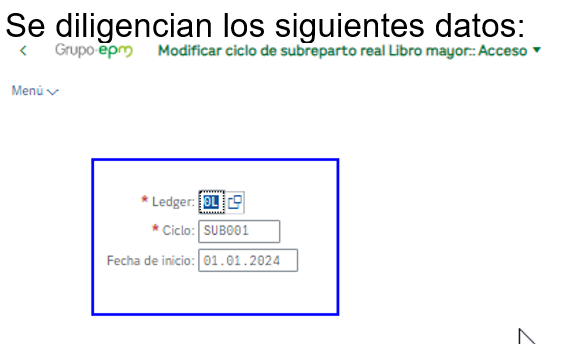 Se diligencian los siguientes datos:
Grupo·epm Modificar ciclo de subreparto real Libro mayor:: Acceso
Menú
* Ledger: 0L
* Ciclo: SUB001
Fecha de inicio: 01.01.2024